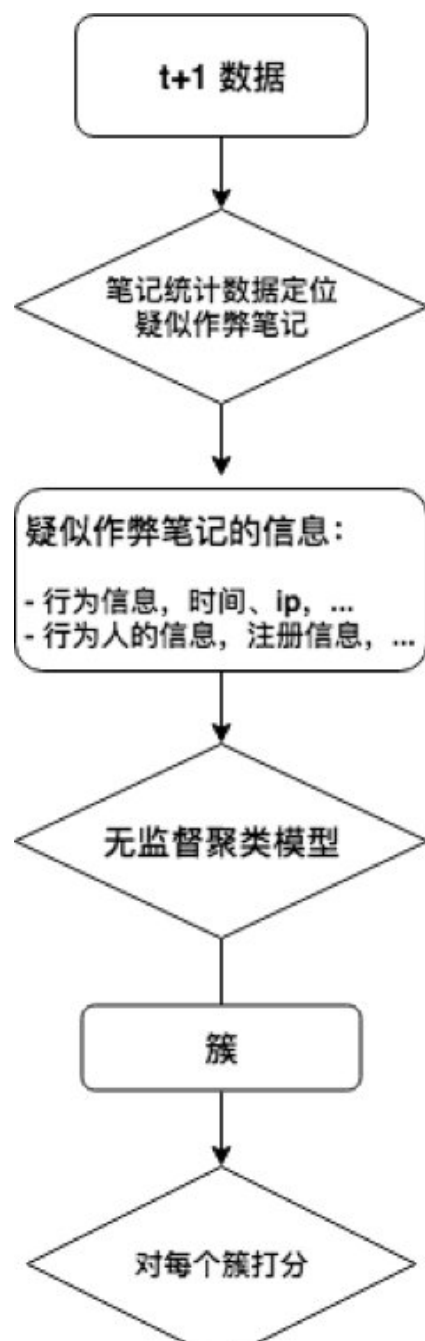 t+1 数据
笔记统计数据定位
疑似作弊笔记
疑似作弊笔记的信息：
- 行为信息，时间、ip，...
- 行为人的信息，注册信息，...
无监督聚类模型
簇
对每个簇打分